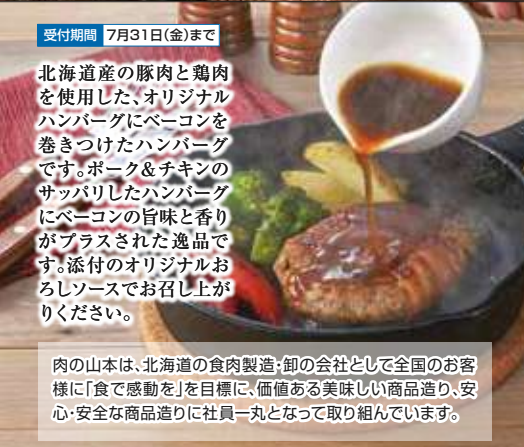 受付期間 7月31日(金)まで
北海道産の豚肉と鶏肉
を使用した、オリジナル
ハンバーグにベーコンを
巻きつけたハンバーグ
です。ポーク&チキンの
サッパリしたハンバーグ
にベーコンの旨味と香り
がプラスされた逸品で
す。添付のオリジナルお
ろしソースでお召し上が
りください。
肉の山本は、北海道の食肉製造・卸の会社として全国のお客
様に「食で感動を」を目標に、価値ある美味しい商品造り、安
心・安全な商品造りに社員一丸となって取り組んでいます。